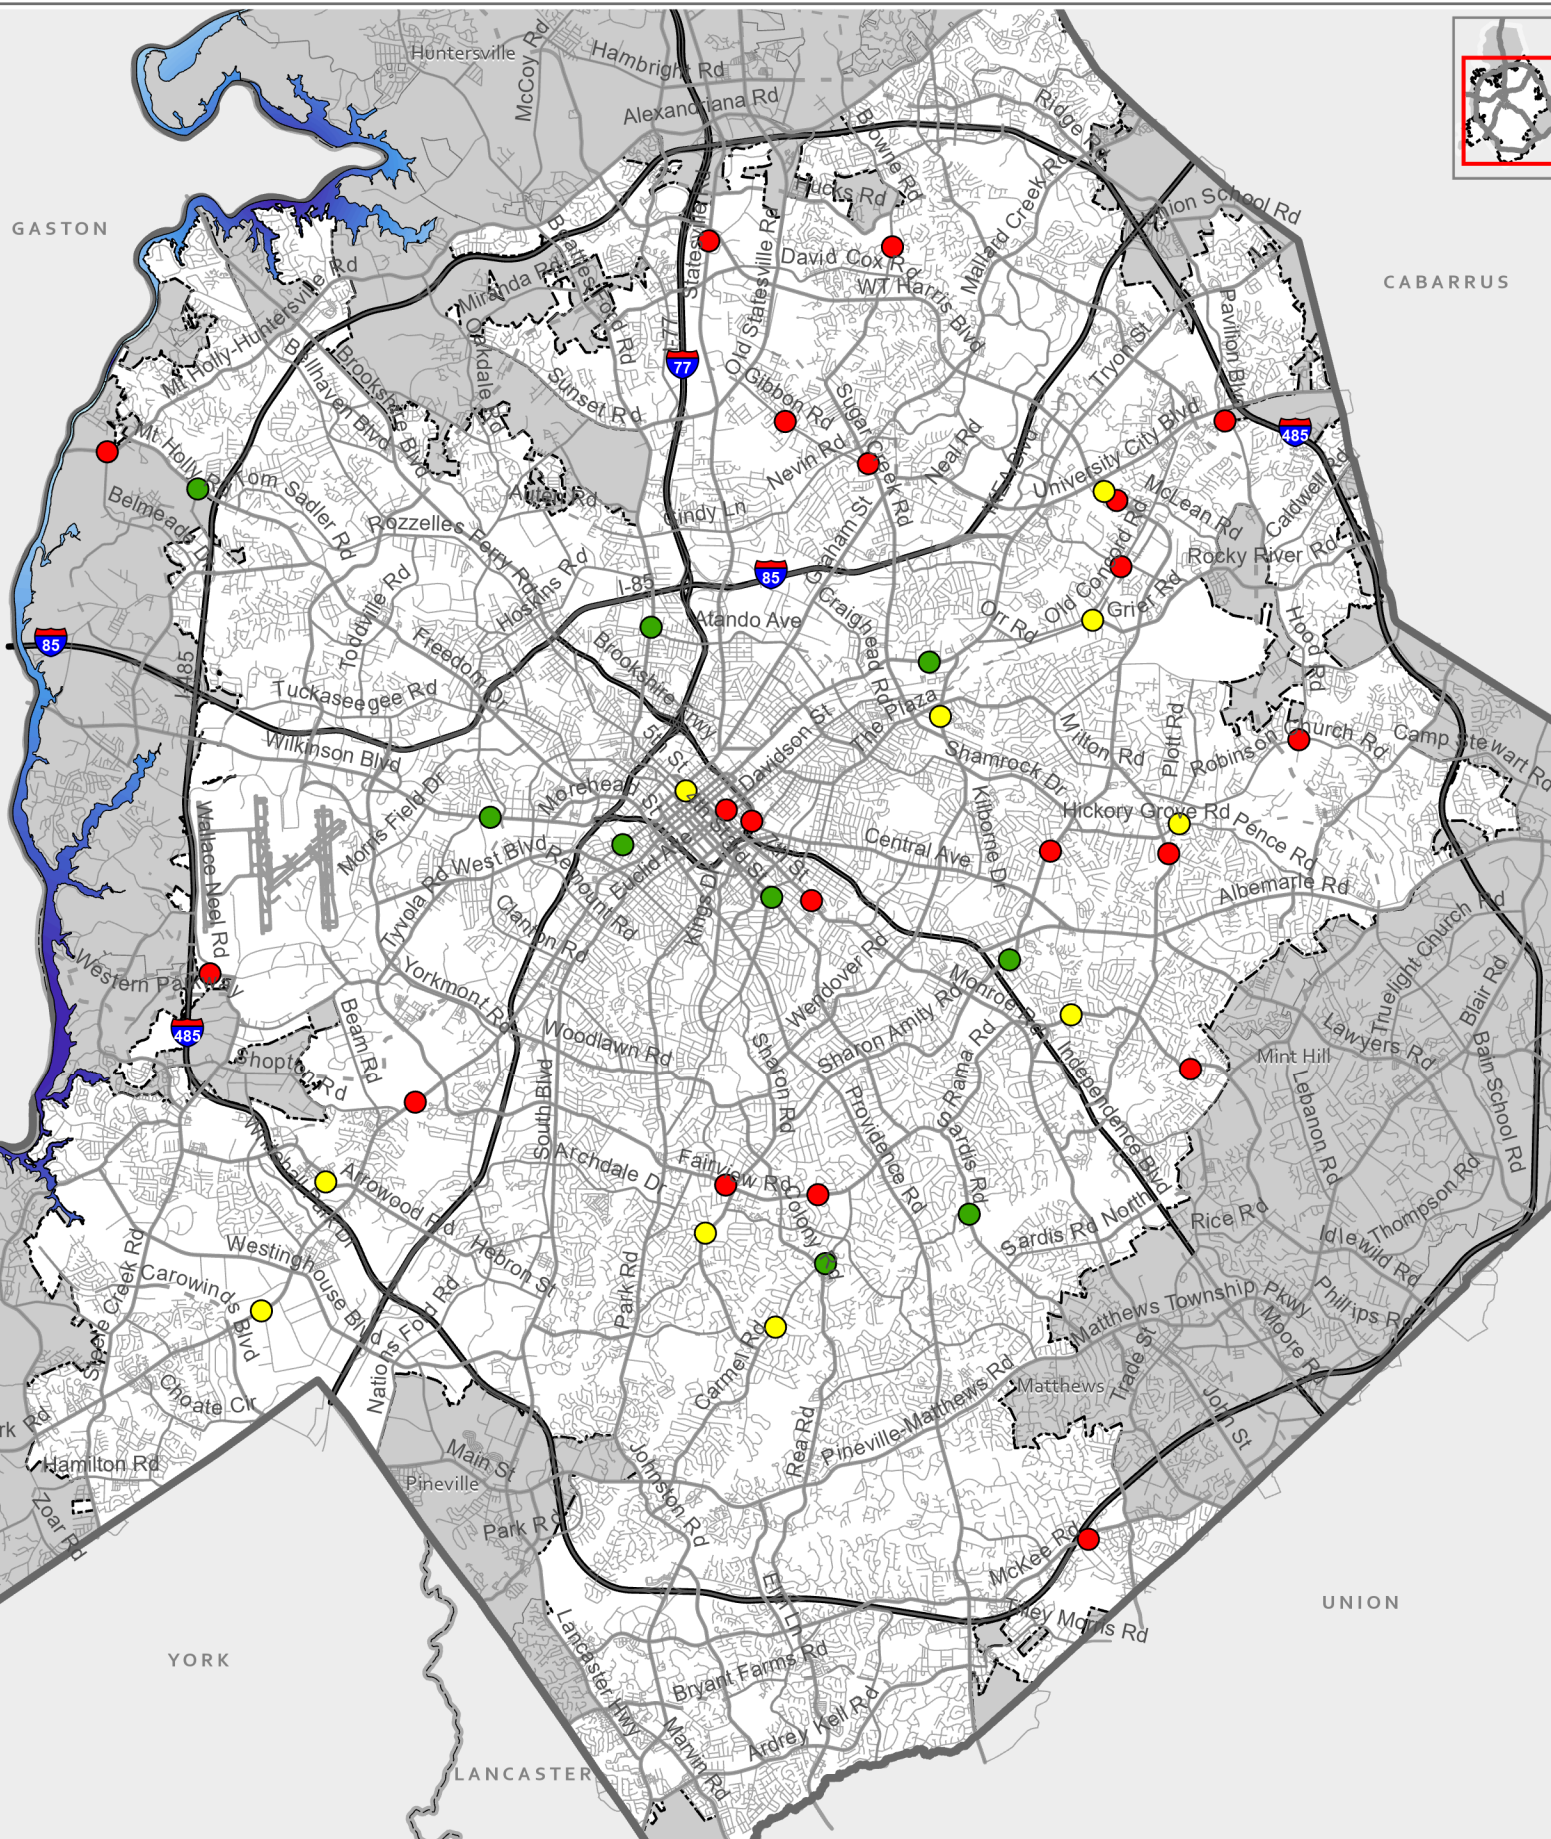 Huntersville
McCoy Rd
Hambright Rd
Alexandriana Rd
Ridge Rd
Browne Rd
Hucks Rd
Mallard Creek Rd
GASTON
Statesville Rd
Old Statesville Rd
David Cox Rd
WT Harris Blvd
CABARRUS
Beatties Ford Rd
Miranda Rd
Mt Holly-Huntersville Rd
Oakdale Rd
I-77
77
Pavilion Blvd
Tryon St
Bellhaven Blvd
Brookshire Blvd
Sunset Rd
Gibbon Rd
Sugar Creek Rd
Neal Rd
University City Blvd
485
Mt Holly Rd
Kom Sadler Rd
Belmeade Dr
Auten Rd
Nevin Rd
McLean Rd
Caldwell Rd
Rozzelles Ferry Rd
Cindy Ln
Graham St
Rocky River Rd
Hoskins Rd
I-85
85
Old Concord Rd
Toddville Rd
Craighead Rd
Atando Ave
Orr Rd
Grier Rd
Hood Rd
85
Freedom Dr
Brookshire Frwy
I-485
Tuckaseegee Rd
The Plaza
Milton Rd
Plott Rd
Robinson Church Rd
Camp Stewart Rd
Wilkinson Blvd
5th St
Davidson St
Shamrock Dr
Morris Field Dr
Morehead St
Kilborne Dr
Hickory Grove Rd
Pence Rd
Wallace Neel Rd
West Blvd
Remount Rd
Euclid Ave
Central Ave
Albemarle Rd
Tyvola Rd
Clanton Rd
Kings Dr
Truelight Church Rd
Western Parkway
Yorkmont Rd
Wendover Rd
Monroe Rd
Blair Rd
485
Beam Rd
Woodlawn Rd
Sharon Rd
Sharon Amity Rd
Lawyers Rd
Mint Hill
Bain School Rd
Shopton Rd
South Blvd
Providence Rd
Rama Rd
Independence Blvd
Lebanon Rd
Archdale Dr
Fairview Rd
Sardis Rd
Arrowood Rd
Colony Rd
Sardis Rd North
Rice Rd
Thompson Rd
Idlewild Rd
Westinghouse Blvd
Hebron St
Steele Creek Rd
Carowinds Blvd
Park Rd
Matthews Township Pkwy
Phillips Rd
Nations Ford Rd
Moore Rd
Carmel Rd
Trade St
Choate Cir
Pineville-Matthews Rd
Matthews
John St
Rea Rd
Hamilton Rd
Main St
Pineville
Johnston Rd
Zoar Rd
Park Rd
McKee Rd
Elm Ln
Tilley Morris Rd
UNION
YORK
Lancaster Hwy
Bryant Farms Rd
Ardrey Kell Rd
Marvin Rd
LANCASTER